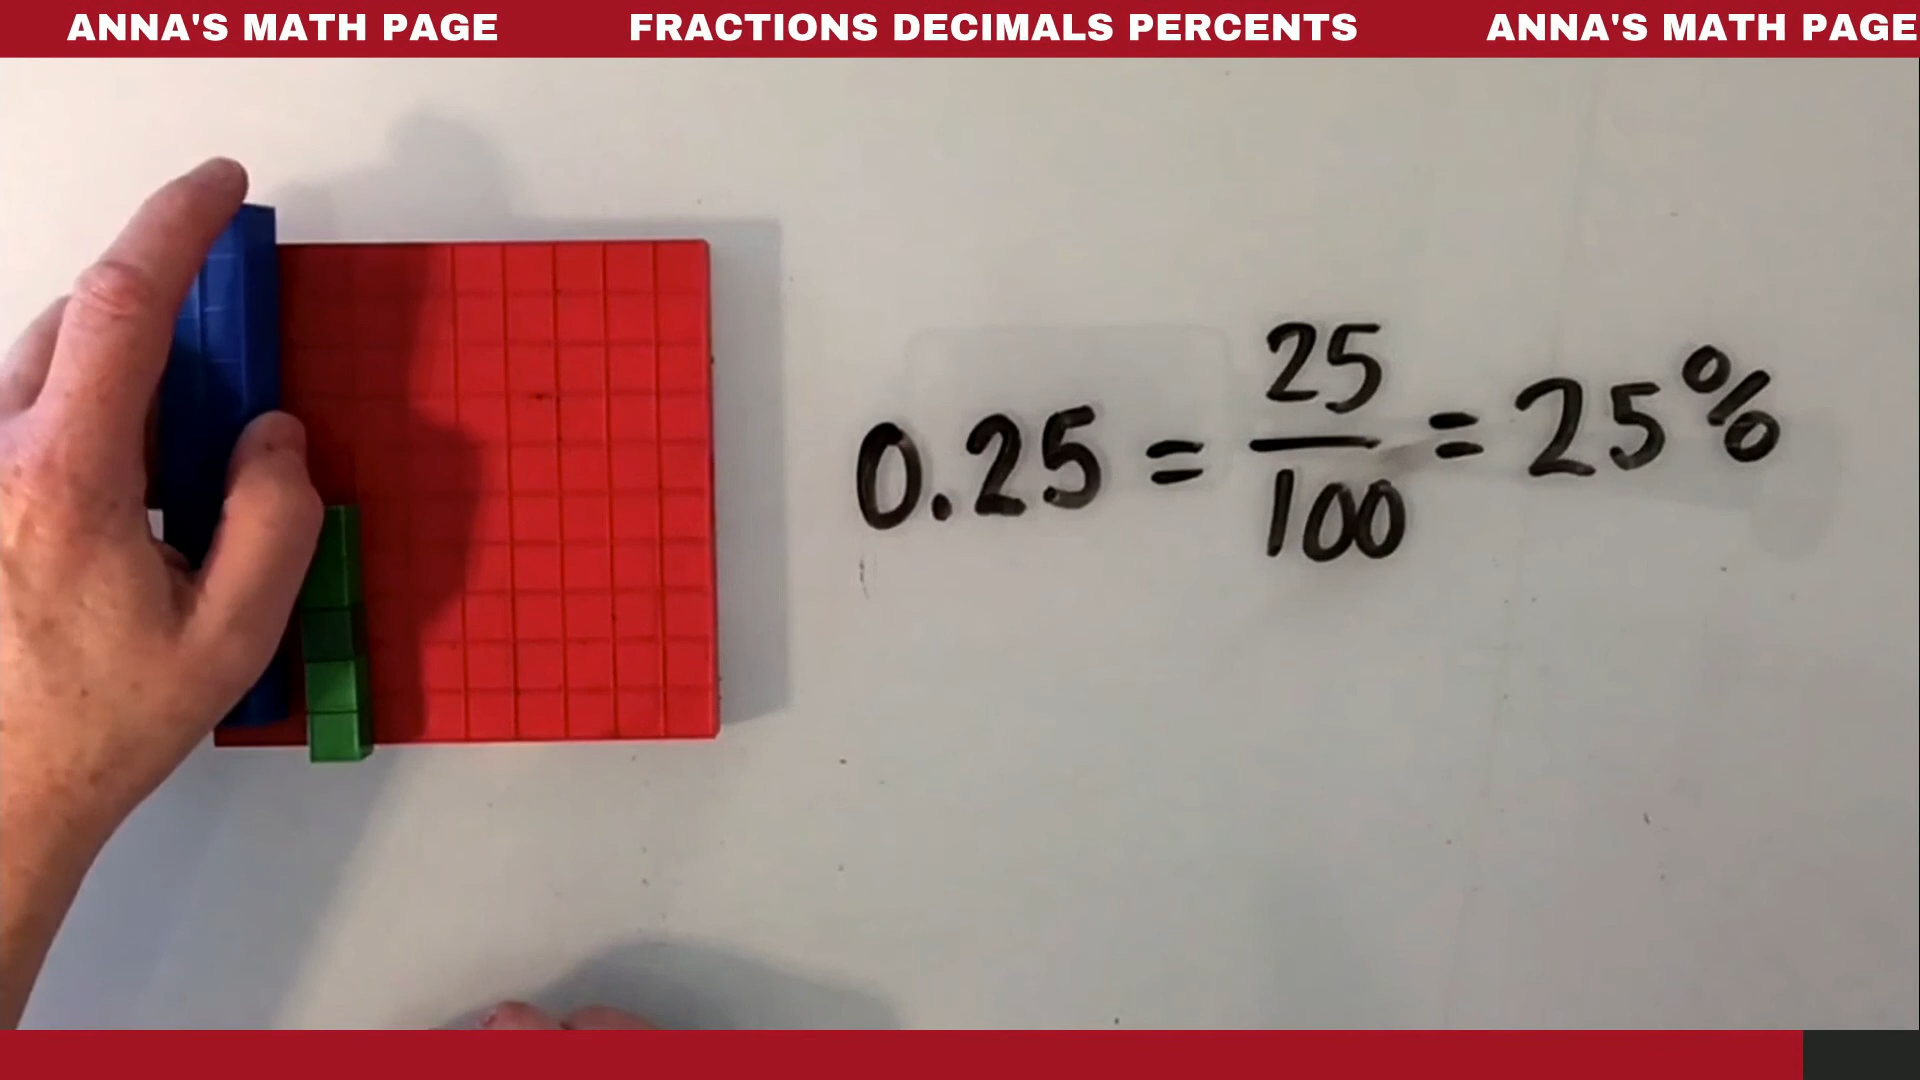 ANNA'S MATH PAGE FRACTIONS DECIMALS PERCENTS ANNA'S MATH PAGE
0.25 = 25/100 = 25%